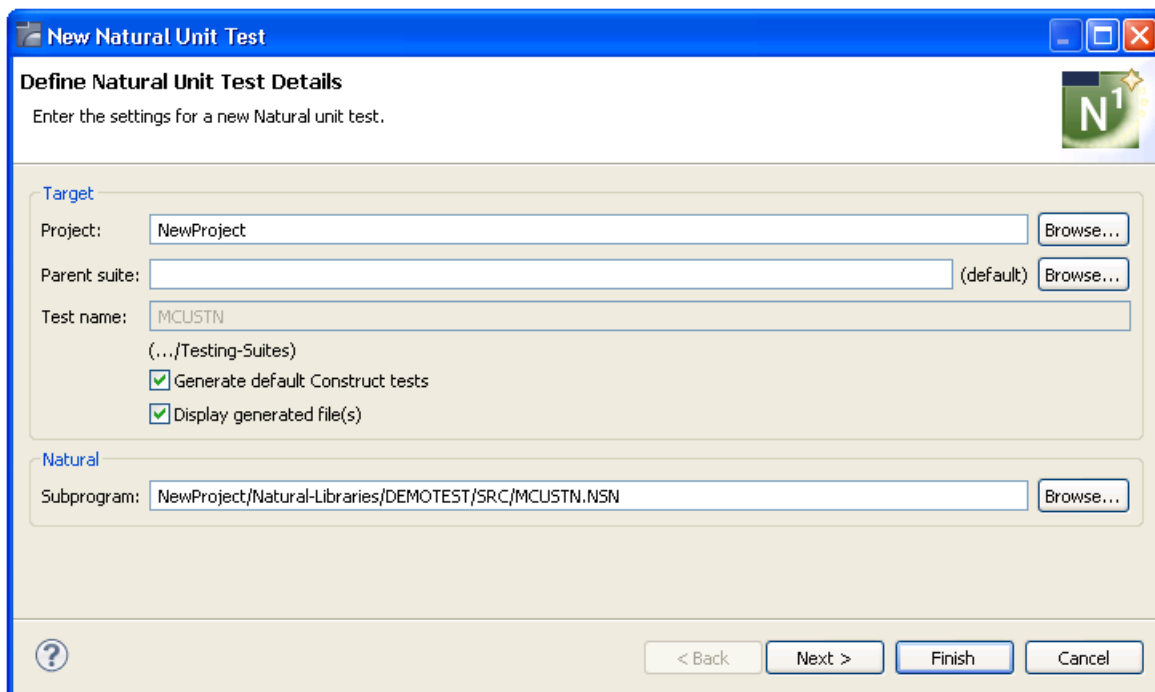 New Natural Unit Test
Define Natural Unit Test Details
Enter the settings for a new Natural unit test.
N1
Target
Project: NewProject Browse...
Parent suite: (default) Browse...
Test name: MCUSTN
(.../Testing-Suites)
Generate default Construct tests
Display generated file(s)
Natural
Subprogram: NewProject/Natural-Libraries/DEMOTEST/SRC/MCUSTN.NSN Browse...
? < Back Next > Finish Cancel